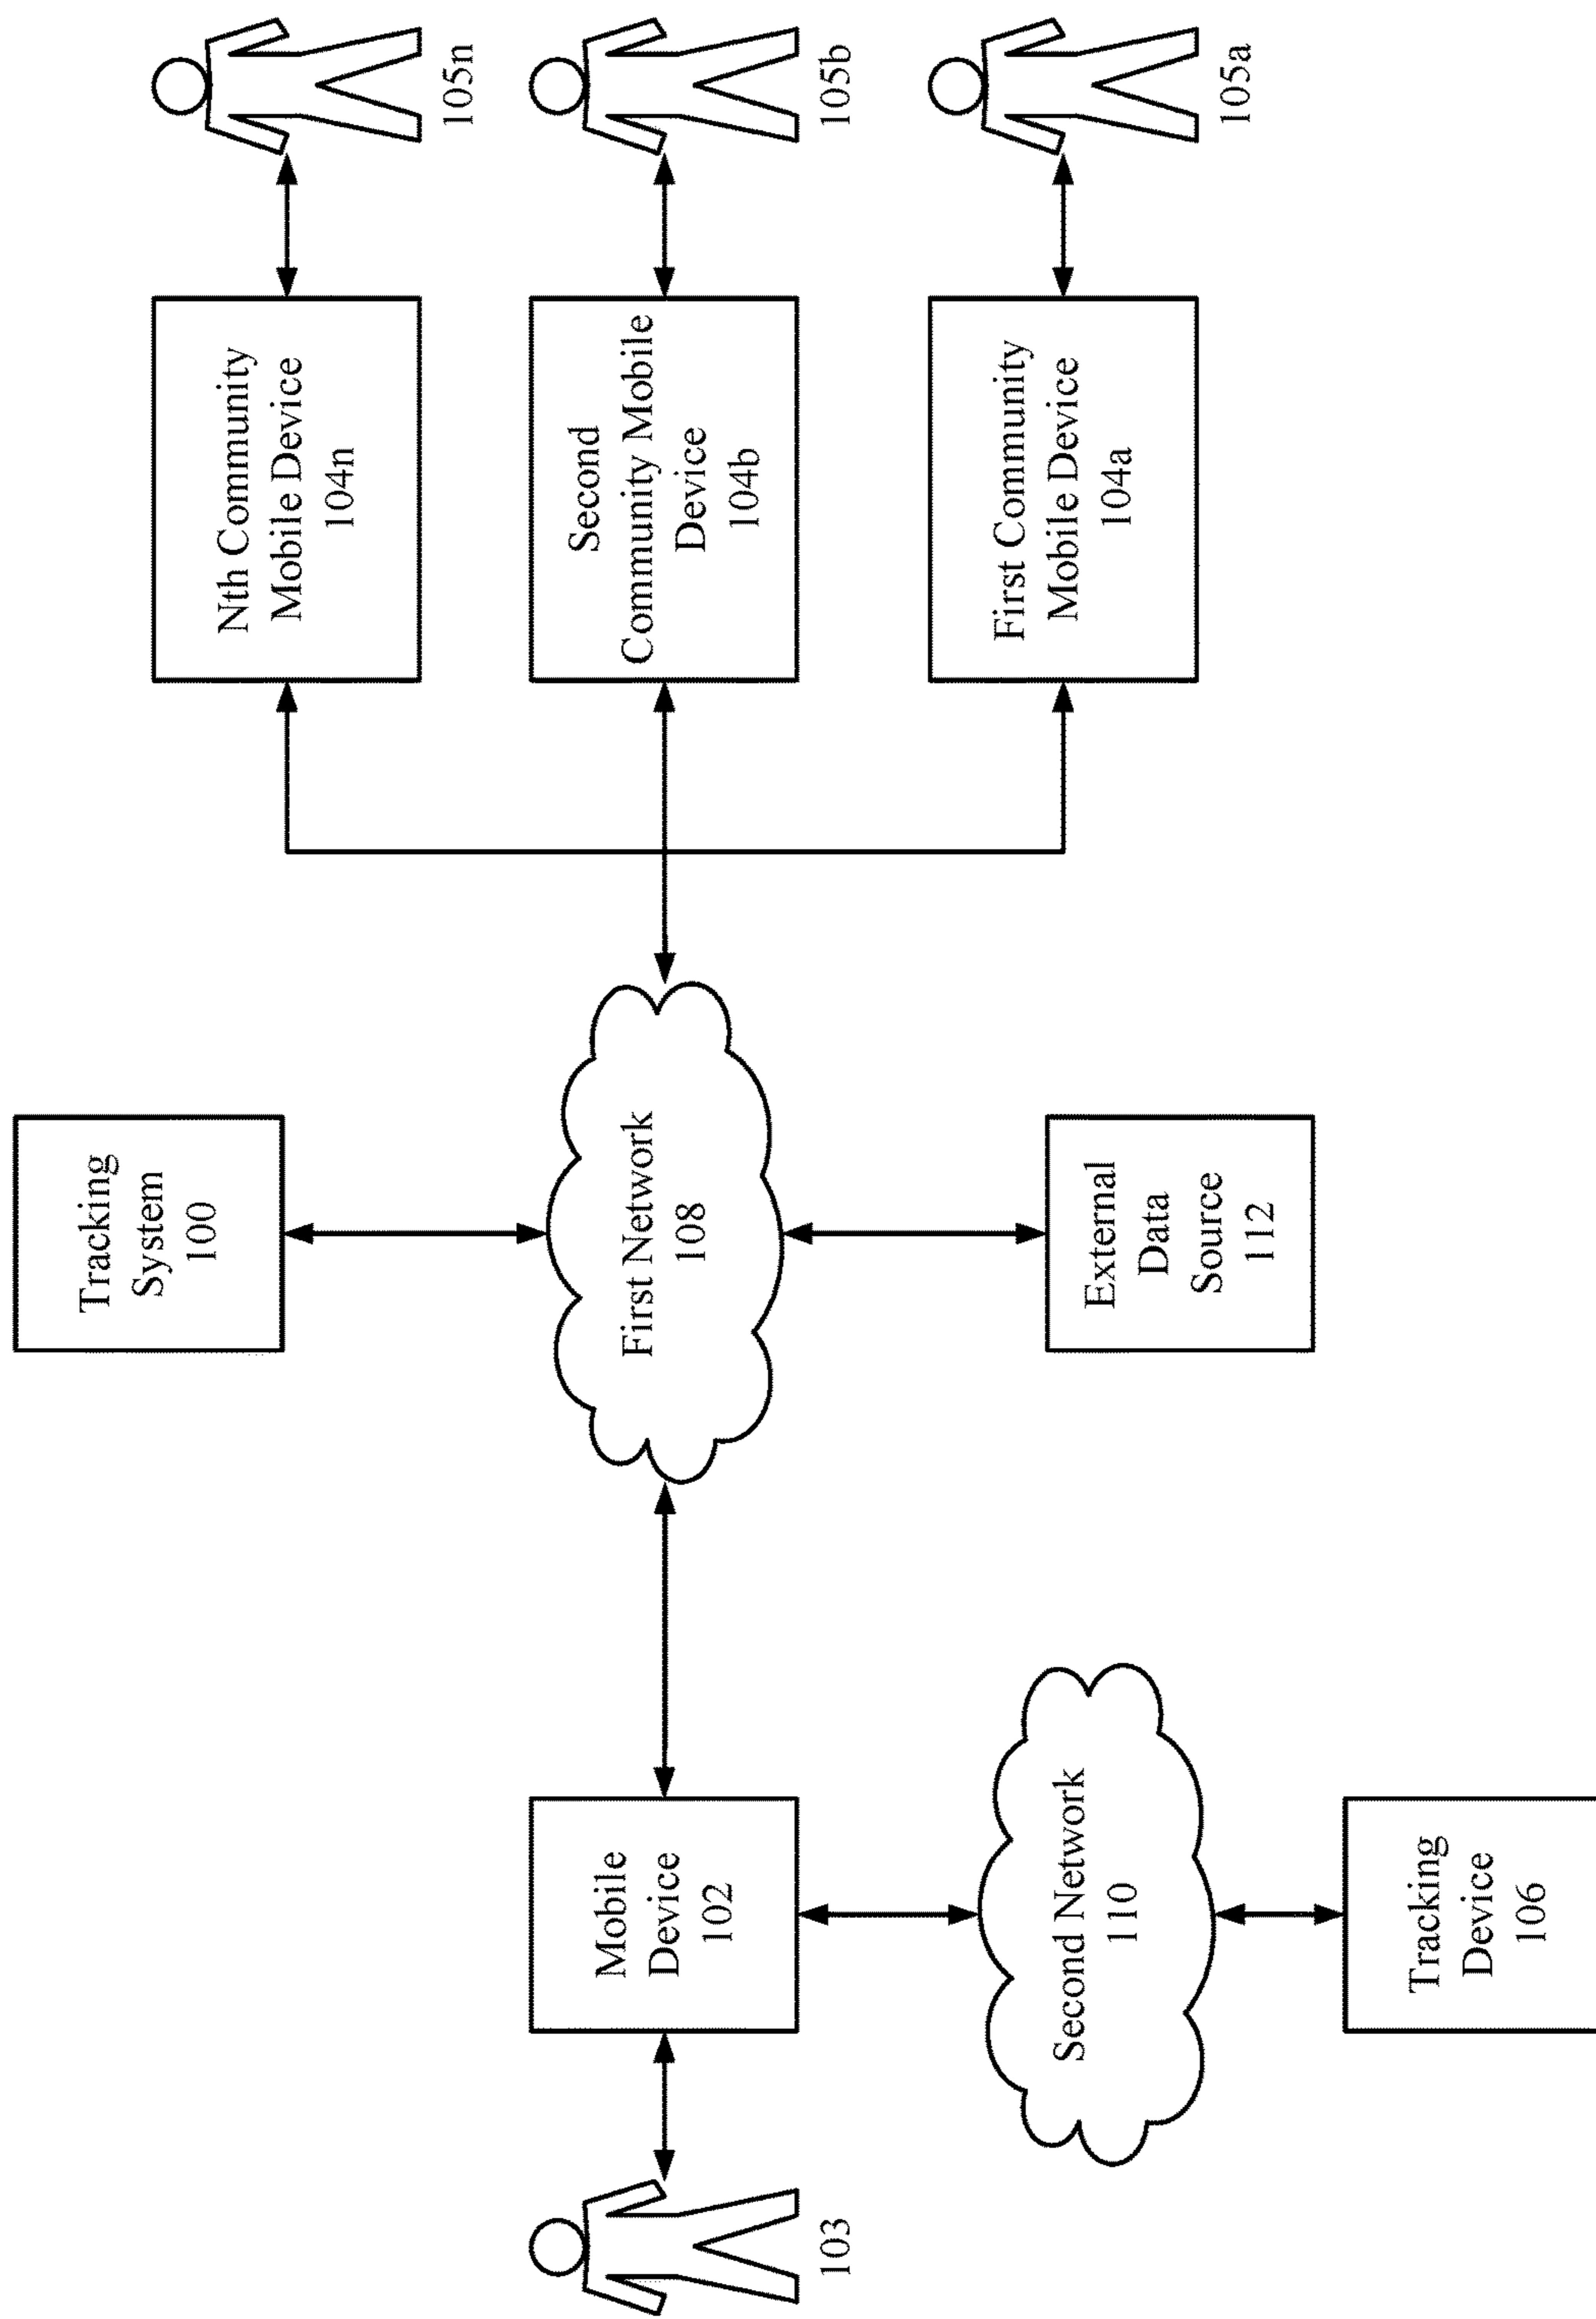 Tracking
System
100
Nth Community
Mobile Device
104n
105n
103
Mobile
Device
102
First Network
108
Second
Community Mobile
Device
104b
105b
Second Network
110
External
Data
Source
112
First Community
Mobile Device
104a
105a
Tracking
Device
106